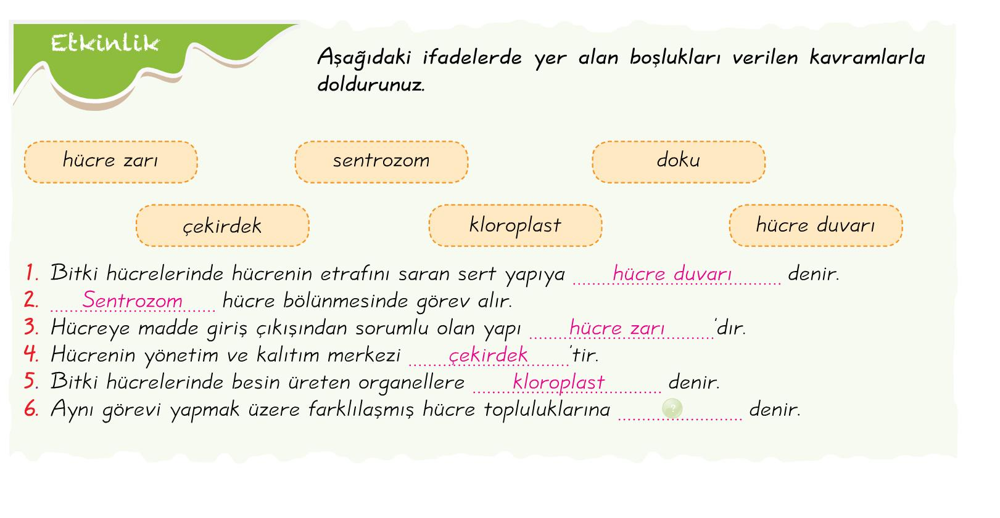 Etkinlik
Aşağıdaki ifadelerde yer alan boşlukları verilen kavramlarla
doldurunuz.
hücre zarı
sentrozom
doku
çekirdek
kloroplast
hücre duvarı
1. Bitki hücrelerinde hücrenin etrafını saran sert yapıya hücre duvarı denir.
2. Sentrozom hücre bölünmesinde görev alır.
3. Hücreye madde giriş çıkışından sorumlu olan yapı hücre zarı 'dır.
4. Hücrenin yönetim ve kalıtım merkezi çekirdek 'tir.
5. Bitki hücrelerinde besin üreten organellere kloroplast denir.
6. Aynı görevi yapmak üzere farklılaşmış hücre topluluklarına ? denir.